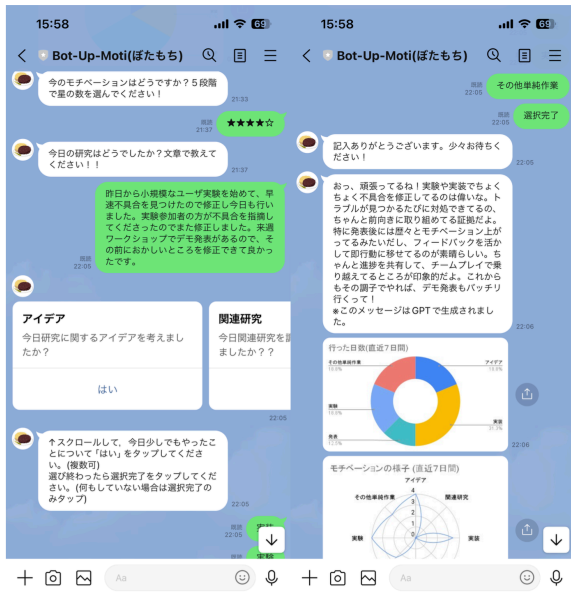 15:58
69
Bot-Up-Moti(ぼたもち)
今のモチベーションはどうですか？５段階
で星の数を選んでください！
21:33
既読
21:37
★★★★☆
今日の研究はどうでしたか？文章で教えて
ください！！
21:37
昨日から小規模なユーザ実験を始めて、早
速不具合を見つけたので修正し今日も行い
ました。実験参加者の方が不具合を指摘し
てくださったのでまた修正しました。来週
ワークショップでデモ発表があるので、そ
の前におかしいところを修正できて良かっ
たです。
既読
22:05
アイデア
今日研究に関するアイデアを考えまし
たか？
はい
関連研究
今日関連研究を
ましたか？？
22:05
↑スクロールして，今日少しでもやったこ
とについて「はい」をタップしてくださ
い。(複数可)
選び終わったら選択完了をタップしてくだ
さい。(何もしていない場合は選択完了の
みタップ)
22:05
既読
22:05
実装
既読
実験
Aa
15:58
69
Bot-Up-Moti(ぼたもち)
既読
22:05
その他単純作業
既読
22:05
選択完了
記入ありがとうございます。少々お待ちく
ださい！
22:05
おっ、頑張ってるね！実験や実装でちょく
ちょく不具合を修正してるのは偉いな。ト
ラブルが見つかるたびに対処できてるの、
ちゃんと前向きに取り組めてる証拠だよ。
特に発表後には歴々とモチベーション上が
ってるみたいだし、フィードバックを活か
して即行動に移せてるのが素晴らしい。ち
ゃんと進捗を共有して、チームプレイで乗
り越えてるところが印象的だよ。これから
もその調子でやれば、デモ発表もバッチリ
行くって！
※このメッセージはGPTで生成されまし
た。
22:06
行った日数(直近7日間)
その他単純作業
アイデア
実験
実装
発表
22:06
モチベーションの様子 (直近7日間)
アイデア
4
その他単純作業
3
関連研究
2
1
実験
0
実装
Aa